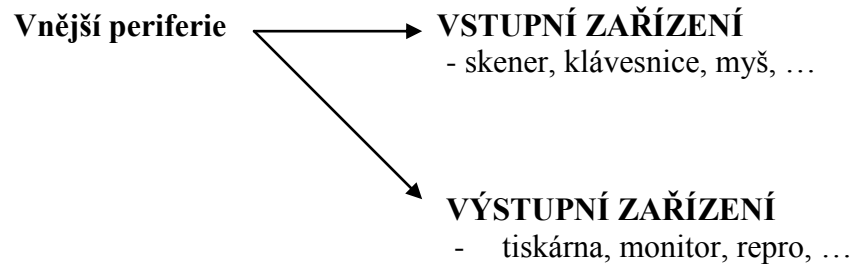 Vnější periferie
VSTUPNÍ ZAŘÍZENÍ
- skener, klávesnice, myš, …
VÝSTUPNÍ ZAŘÍZENÍ
- tiskárna, monitor, repro, …